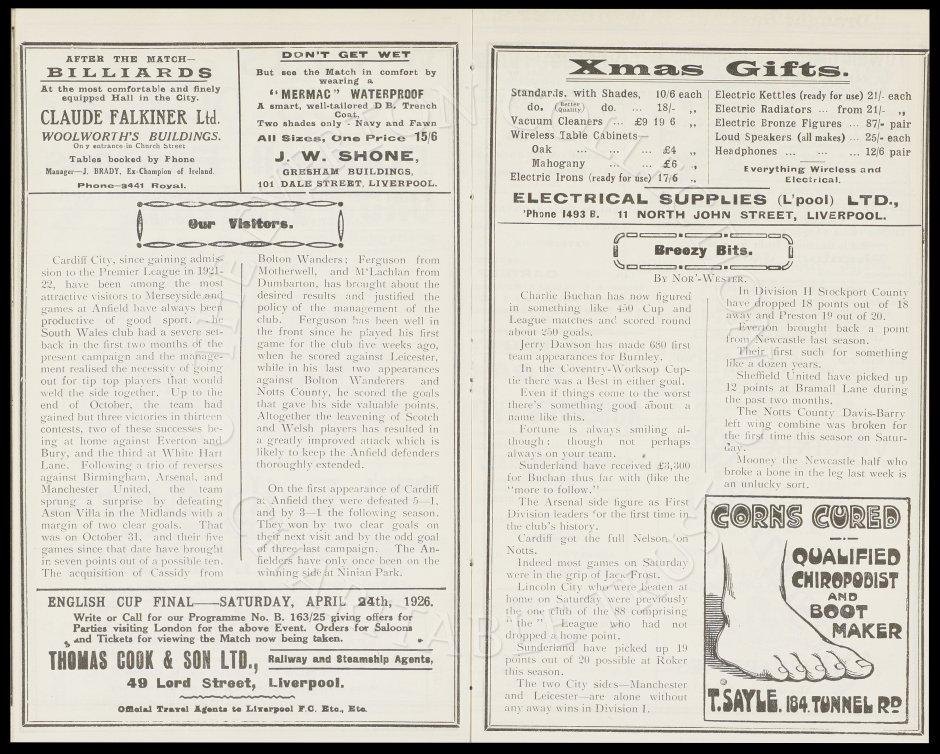 AFTER THE MATCH—
BILLIARDS
At the most comfortable and finely
equipped Hall in the City.
CLAUDE FALKINER Ltd.
WOOLWORTH'S BUILDINGS.
Only entrance in Church Street
Tables booked by Phone
Manager—J. BRADY, Ex-Champion of Ireland.
Phone—3441 Royal.
DON'T GET WET
But see the Match in comfort by
wearing a
"MERMAC" WATERPROOF
A smart, well-tailored D B. Trench
Coat.
Two shades only - Navy and Fawn
All Sizes, One Price 15/6
J. W. SHONE,
GRESHAM BUILDINGS,
101 DALE STREET, LIVERPOOL.
Our Visitors.
Cardiff City, since gaining admis-
sion to the Premier League in 1921-
22, have been among the most
attractive visitors to Merseyside and
games at Anfield have always been
productive of good sport. The
South Wales club had a severe set-
back in the first two months of the
present campaign and the manage-
ment realised the necessity of going
out for tip top players that would
weld the side together. Up to the
end of October, the team had
gained but three victories in thirteen
contests, two of these successes be-
ing at home against Everton and
Bury, and the third at White Hart
Lane. Following a trio of reverses
against Birmingham, Arsenal, and
Manchester United, the team
sprung a surprise by defeating
Aston Villa in the Midlands with a
margin of two clear goals. That
was on October 31, and their five
games since that date have brought
in seven points out of a possible ten.
The acquisition of Cassidy from
Bolton Wanders; Ferguson from
Motherwell, and M'Lachlan from
Dumbarton, has brought about the
desired results and justified the
policy of the management of the
club. Ferguson has been well in
the front since he played his first
game for the club five weeks ago,
when he scored against Leicester,
while in his last two appearances
against Bolton Wanderers and
Notts County, he scored the goals
that gave his side valuable points.
Altogether the leavening of Scotch
and Welsh players has resulted in
a greatly improved attack which is
likely to keep the Anfield defenders
thoroughly extended.
On the first appearance of Cardiff
at Anfield they were defeated 5—1,
and by 3—1 the following season.
They won by two clear goals on
their next visit and by the odd goal
of three last campaign. The An-
fielders have only once been on the
winning side at Ninian Park.
ENGLISH CUP FINAL—SATURDAY, APRIL 24th, 1926.
Write or Call for our Programme No. B. 163/25 giving offers for
Parties visiting London for the above Event. Orders for Saloons
and Tickets for viewing the Match now being taken.
THOMAS COOK & SON LTD., Railway and Steamship Agents,
49 Lord Street, Liverpool.
Official Travel Agents to Liverpool F.C. Etc., Etc.
Xmas Gifts.
Standards, with Shades, 10/6 each
do. (Better Quality) do. ... 18/- „
Vacuum Cleaners ... £9 19 6 „
Wireless Table Cabinets—
Oak ... ... ... £4 „
Mahogany ... ... £6 „
Electric Irons (ready for use) 17/6 „
Electric Kettles (ready for use) 21/- each
Electric Radiators ... from 21/- „
Electric Bronze Figures ... 87/- pair
Loud Speakers (all makes) ... 25/- each
Headphones ... ... ... 12/6 pair
Everything Wireless and
Electrical.
ELECTRICAL SUPPLIES (L'pool) LTD.,
'Phone 1493 B. 11 NORTH JOHN STREET, LIVERPOOL.
Breezy Bits.
By Nor'-Wester.
Charlie Buchan has now figured
in something like 450 Cup and
League matches and scored round
about 250 goals.
Jerry Dawson has made 680 first
team appearances for Burnley.
In the Coventry-Worksop Cup-
tie there was a Best in either goal.
Even if things come to the worst
there's something good about a
name like this.
Fortune is always smiling al-
though: though not perhaps
always on your team.
Sunderland have received £3,300
for Buchan thus far with (like the
"more to follow."
The Arsenal side figure as First
Division leaders for the first time in
the club's history.
Cardiff got the full Nelson on
Notts.
Indeed most games on Saturday
were in the grip of Jack Frost.
Lincoln City who were beaten at
home on Saturday were previously
the one club of the 88 comprising
"the" League who had not
dropped a home point.
Sunderland have picked up 19
points out of 20 possible at Roker
this season.
The two City sides—Manchester
and Leicester—are alone without
any away wins in Division I.
In Division II Stockport County
have dropped 18 points out of 18
away and Preston 19 out of 20.
Everton brought back a point
from Newcastle last season.
Their first such for something
like a dozen years.
Sheffield United have picked up
12 points at Bramall Lane during
the past two months.
The Notts County Davis-Barry
left wing combine was broken for
the first time this season on Satur-
day.
Mooney the Newcastle half who
broke a bone in the leg last week is
an unlucky sort.
CORNS CURED
QUALIFIED
CHIROPODIST
AND
BOOT
MAKER
T. SAYLE. 184. TUNNEL RD